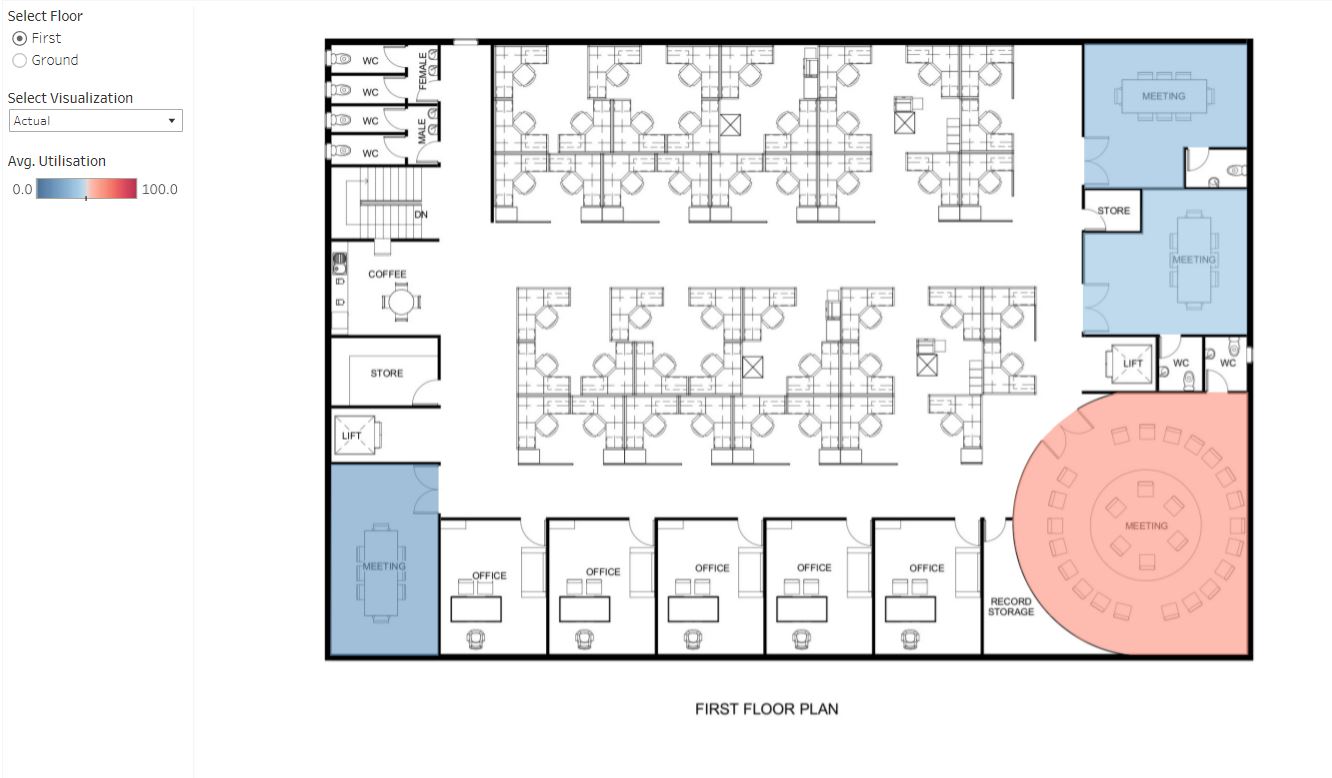 Select Floor
First
Ground
Select Visualization
Actual
Avg. Utilisation
0.0 100.0
WC
WC
FEMALE
WC
WC
MALE
DN
COFFEE
STORE
LIFT
MEETING
OFFICE
OFFICE
OFFICE
OFFICE
OFFICE
MEETING
STORE
MEETING
LIFT
WC
WC
MEETING
RECORD
STORAGE
FIRST FLOOR PLAN